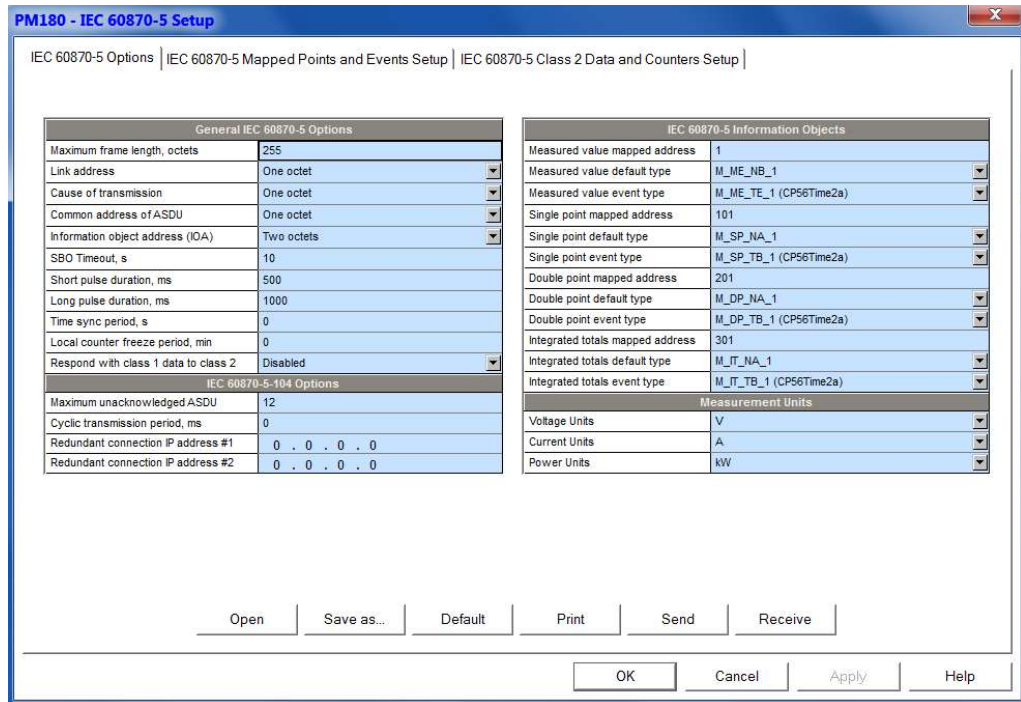 PM180 - IEC 60870-5 Setup
IEC 60870-5 Options
IEC 60870-5 Mapped Points and Events Setup
IEC 60870-5 Class 2 Data and Counters Setup
General IEC 60870-5 Options
Maximum frame length, octets 255
Link address One octet
Cause of transmission One octet
Common address of ASDU One octet
Information object address (IOA) Two octets
SBO Timeout, s 10
Short pulse duration, ms 500
Long pulse duration, ms 1000
Time sync period, s 0
Local counter freeze period, min 0
Respond with class 1 data to class 2 Disabled
IEC 60870-5-104 Options
Maximum unacknowledged ASDU 12
Cyclic transmission period, ms 0
Redundant connection IP address #1 0 . 0 . 0 . 0
Redundant connection IP address #2 0 . 0 . 0 . 0
IEC 60870-5 Information Objects
Measured value mapped address 1
Measured value default type M_ME_NB_1
Measured value event type M_ME_TE_1 (CP56Time2a)
Single point mapped address 101
Single point default type M_SP_NA_1
Single point event type M_SP_TB_1 (CP56Time2a)
Double point mapped address 201
Double point default type M_DP_NA_1
Double point event type M_DP_TB_1 (CP56Time2a)
Integrated totals mapped address 301
Integrated totals default type M_IT_NA_1
Integrated totals event type M_IT_TB_1 (CP56Time2a)
Measurement Units
Voltage Units V
Current Units A
Power Units kW
Open
Save as...
Default
Print
Send
Receive
OK
Cancel
Apply
Help